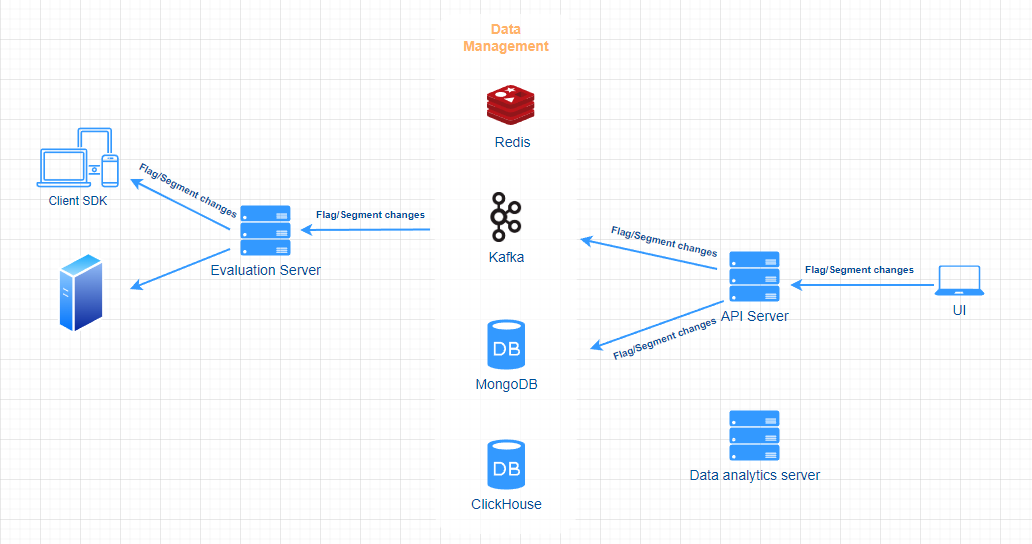 Data
Management
Redis
Flag/Segment changes
Client SDK
Flag/Segment changes
Evaluation Server
Kafka
Flag/Segment changes
Flag/Segment changes
API Server
Flag/Segment changes
UI
DB
MongoDB
DB
ClickHouse
Data analytics server